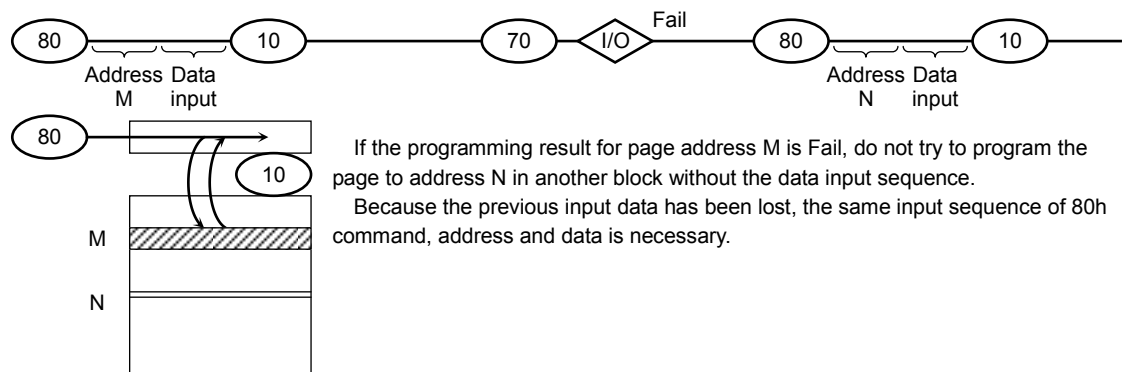 Fail
80 10 70 I/O 80 10
Address Data Address Data
M input N input
80
10
If the programming result for page address M is Fail, do not try to program the
page to address N in another block without the data input sequence.
Because the previous input data has been lost, the same input sequence of 80h
command, address and data is necessary.
M
N